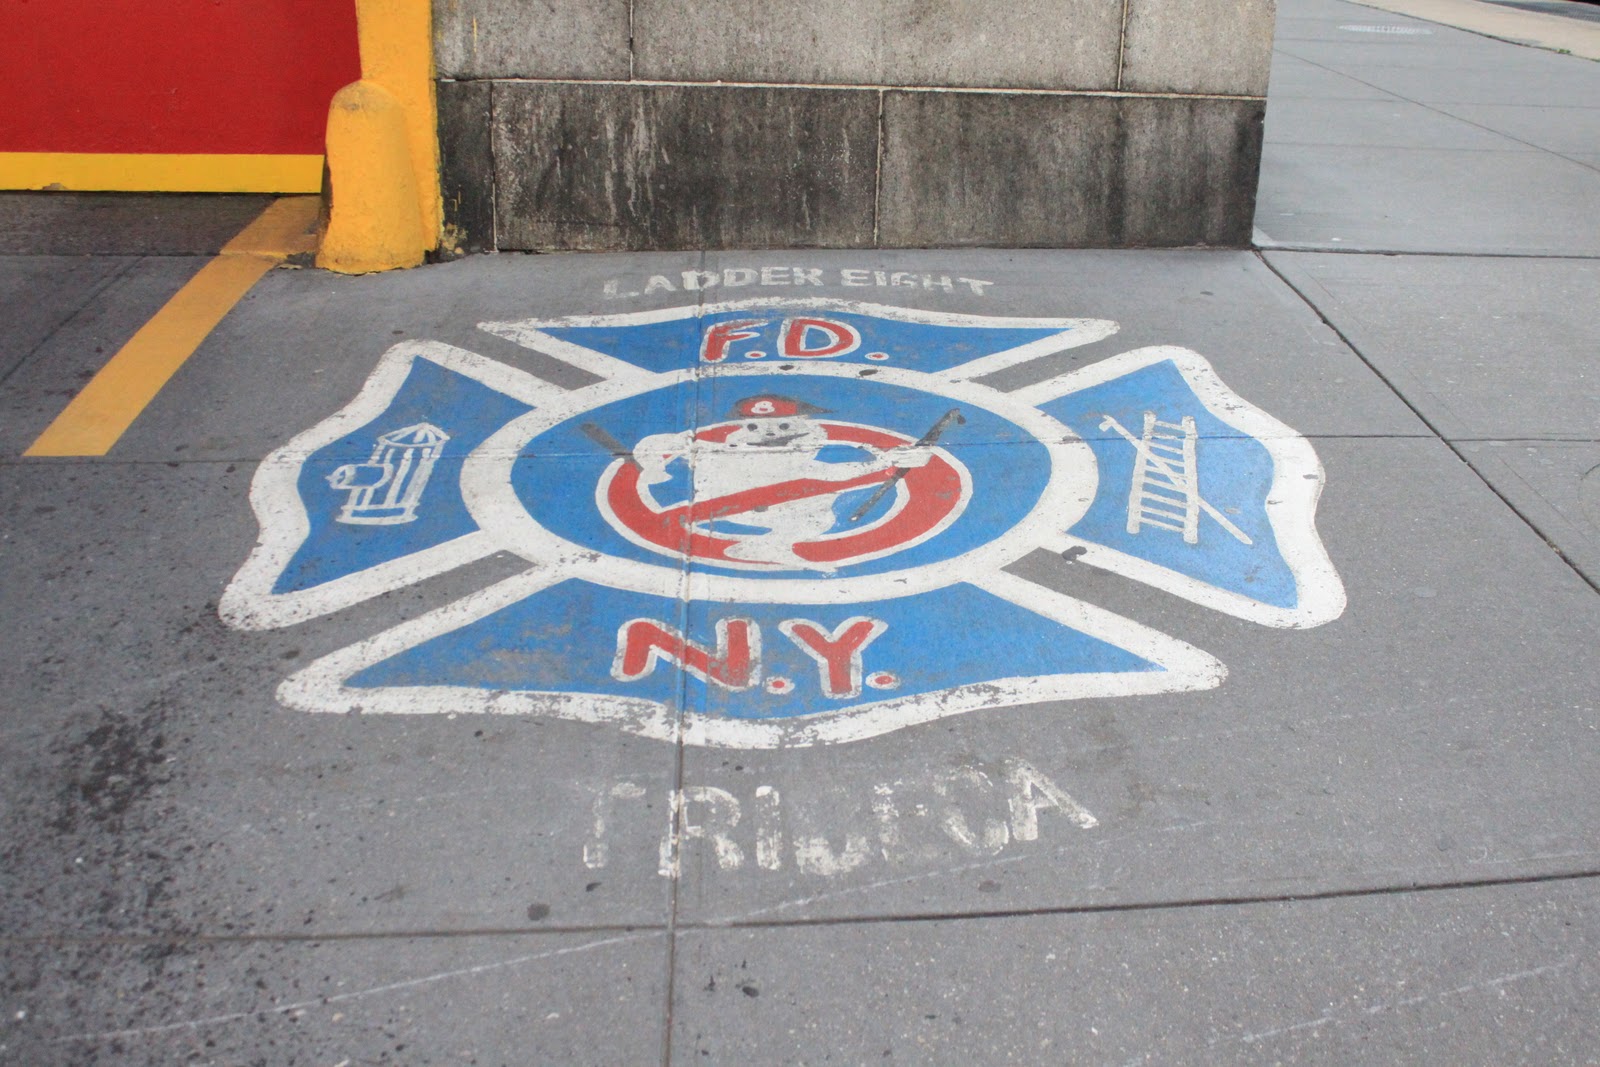 LADDER EIGHT
F.D.
8
N.Y.
TRIBECA